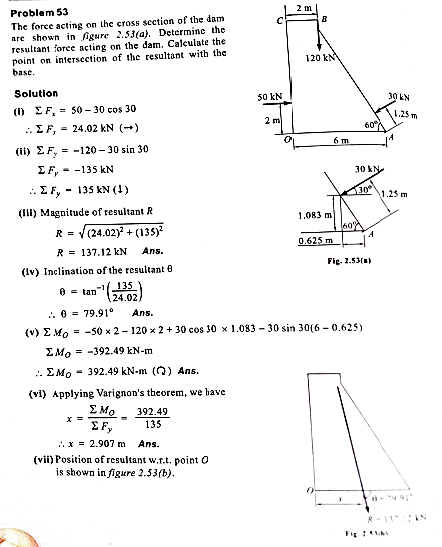 Problem 53
The force acting on the cross section of the dam
are shown in figure 2.53(a). Determine the
resultant force acting on the dam. Calculate the
point on intersection of the resultant with the
base.
Solution
(i) Σ Fx = 50 – 30 cos 30
∴ Σ Fx = 24.02 kN (→)
(ii) Σ Fy = –120 – 30 sin 30
Σ Fy = –135 kN
∴ Σ Fy = 135 kN (↓)
(iii) Magnitude of resultant R
R = √(24.02)² + (135)²
R = 137.12 kN Ans.
(iv) Inclination of the resultant θ
θ = tan⁻¹(135/24.02)
∴ θ = 79.91° Ans.
(v) Σ MO = –50 × 2 – 120 × 2 + 30 cos 30 × 1.083 – 30 sin 30(6 – 0.625)
Σ MO = –392.49 kN-m
∴ Σ MO = 392.49 kN-m (↻) Ans.
(vi) Applying Varignon's theorem, we have
x = Σ MO / Σ Fy = 392.49 / 135
∴ x = 2.907 m Ans.
(vii) Position of resultant w.r.t. point O
is shown in figure 2.53(b).
2 m
C B
120 kN
50 kN
30 kN
1.25 m
2 m
60°
O A
6 m
30 kN
30°
1.25 m
1.083 m
60°
A
0.625 m
Fig. 2.53(a)
O
x
θ = 79.91°
R = 137.12 kN
Fig. 2.53(b)